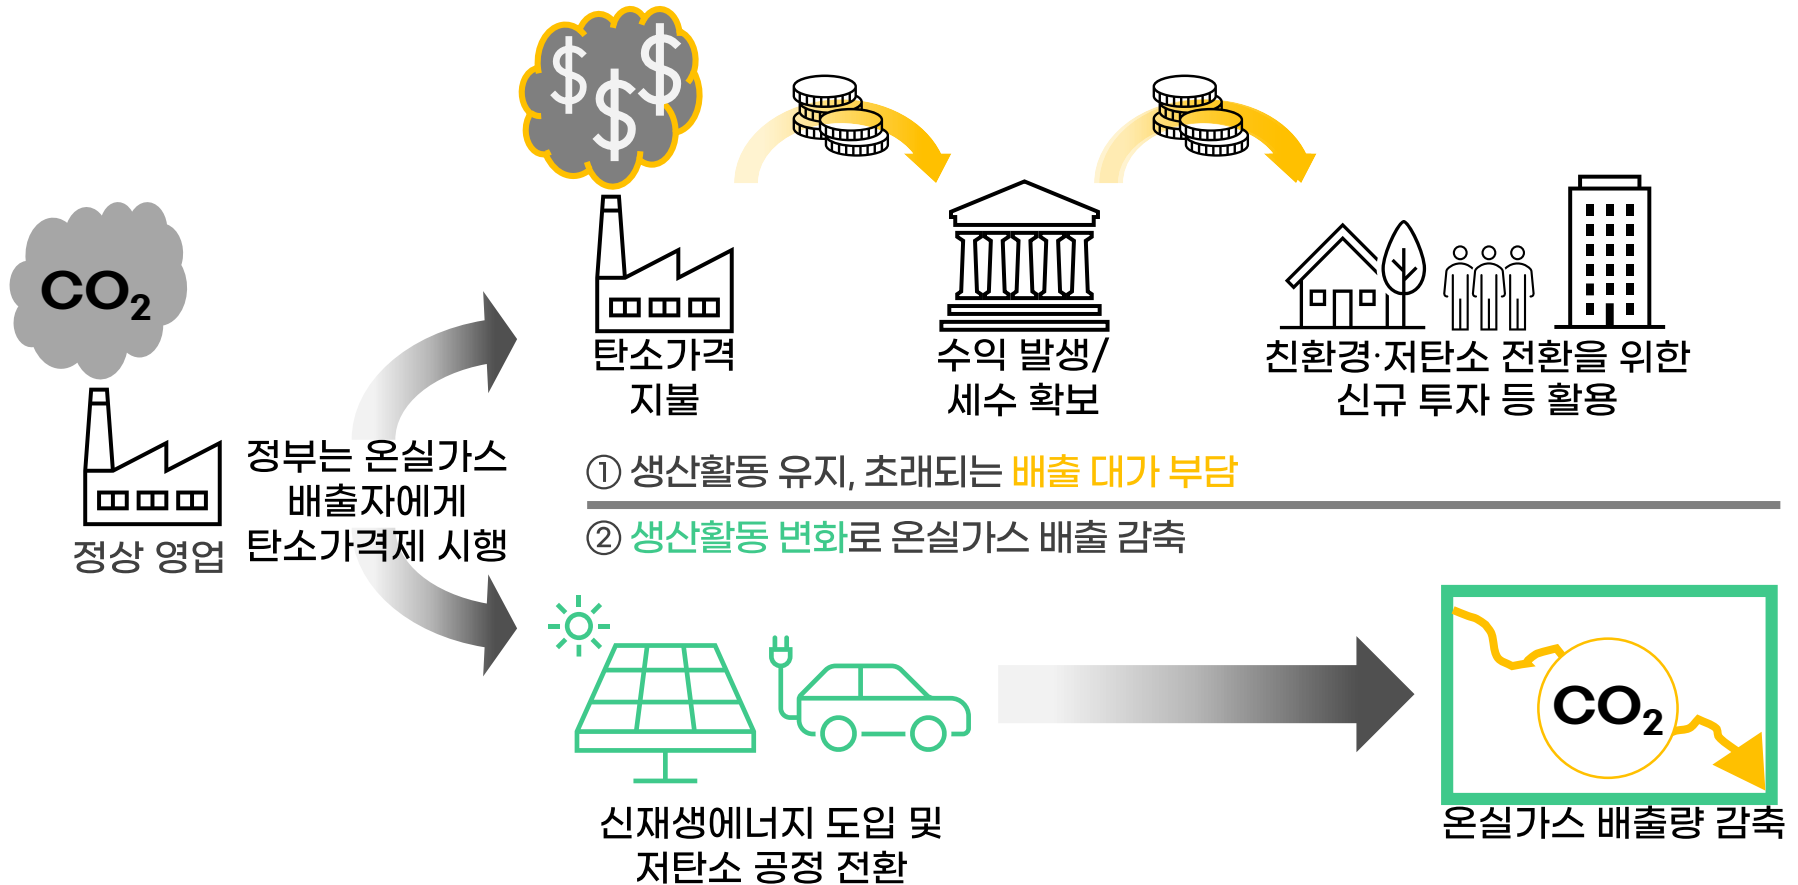 CO₂
정상 영업
정부는 온실가스
배출자에게
탄소가격제 시행
$ $ $
탄소가격
지불
수익 발생/
세수 확보
친환경·저탄소 전환을 위한
신규 투자 등 활용
① 생산활동 유지, 초래되는 배출 대가 부담
② 생산활동 변화로 온실가스 배출 감축
신재생에너지 도입 및
저탄소 공정 전환
CO₂
온실가스 배출량 감축